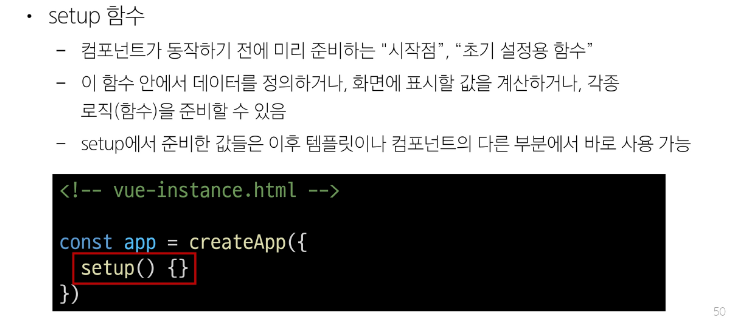 • setup 함수
– 컴포넌트가 동작하기 전에 미리 준비하는 "시작점", “초기 설정용 함수”
– 이 함수 안에서 데이터를 정의하거나, 화면에 표시할 값을 계산하거나, 각종
로직(함수)을 준비할 수 있음
– setup에서 준비한 값들은 이후 템플릿이나 컴포넌트의 다른 부분에서 바로 사용 가능
<!-- vue-instance.html -->
const app = createApp({
  setup() {}
})
50